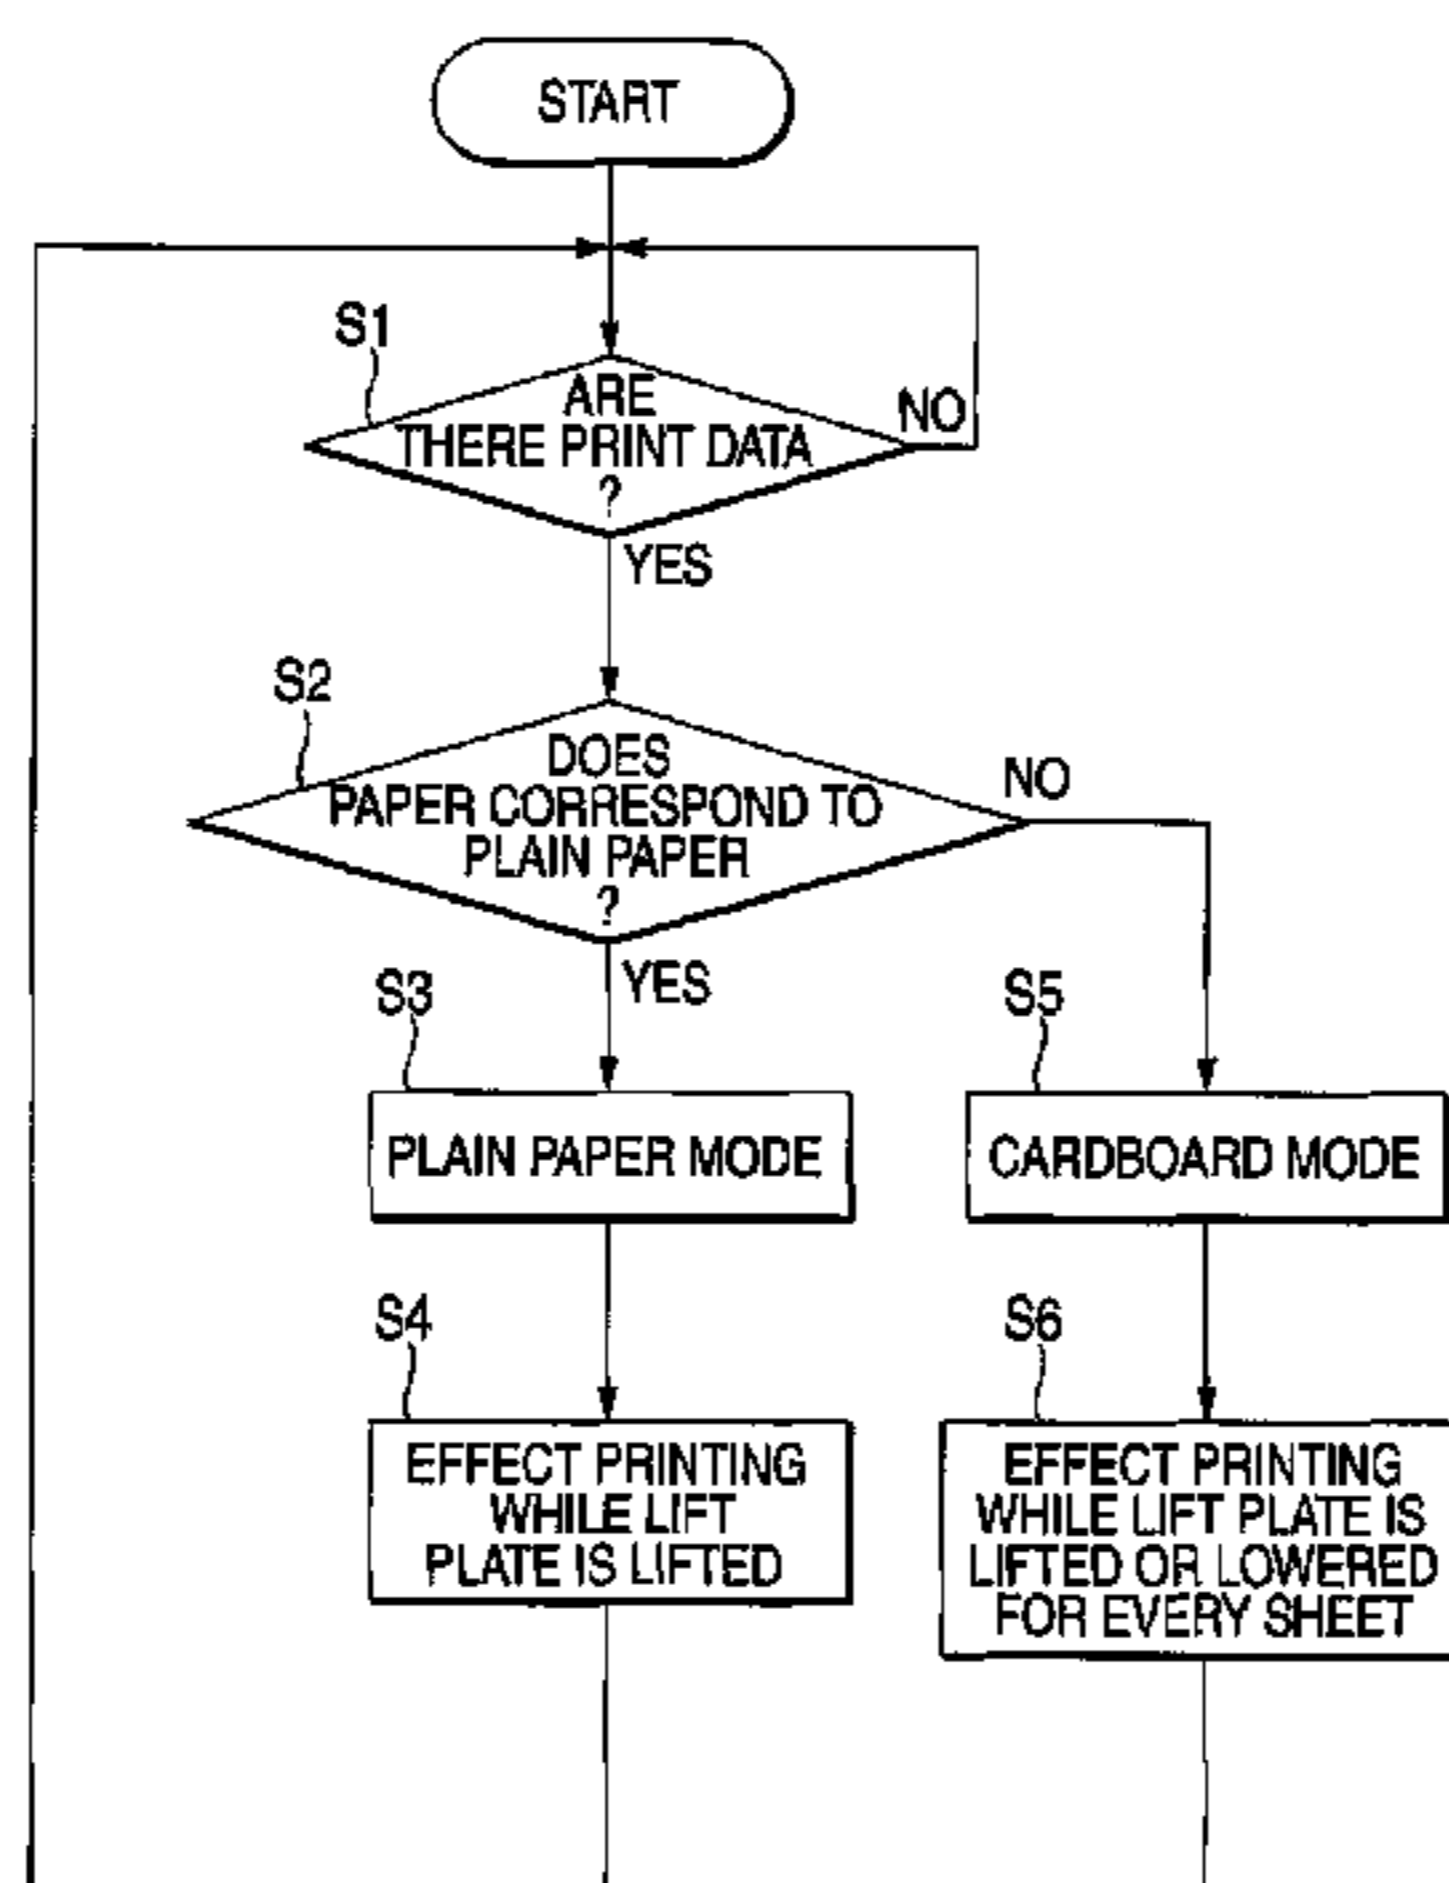 START
S1
ARE
THERE PRINT DATA
?
NO
YES
S2
DOES
PAPER CORRESPOND TO
PLAIN PAPER
?
NO
YES
S3
PLAIN PAPER MODE
S5
CARDBOARD MODE
S4
EFFECT PRINTING
WHILE LIFT
PLATE IS LIFTED
S6
EFFECT PRINTING
WHILE LIFT PLATE IS
LIFTED OR LOWERED
FOR EVERY SHEET